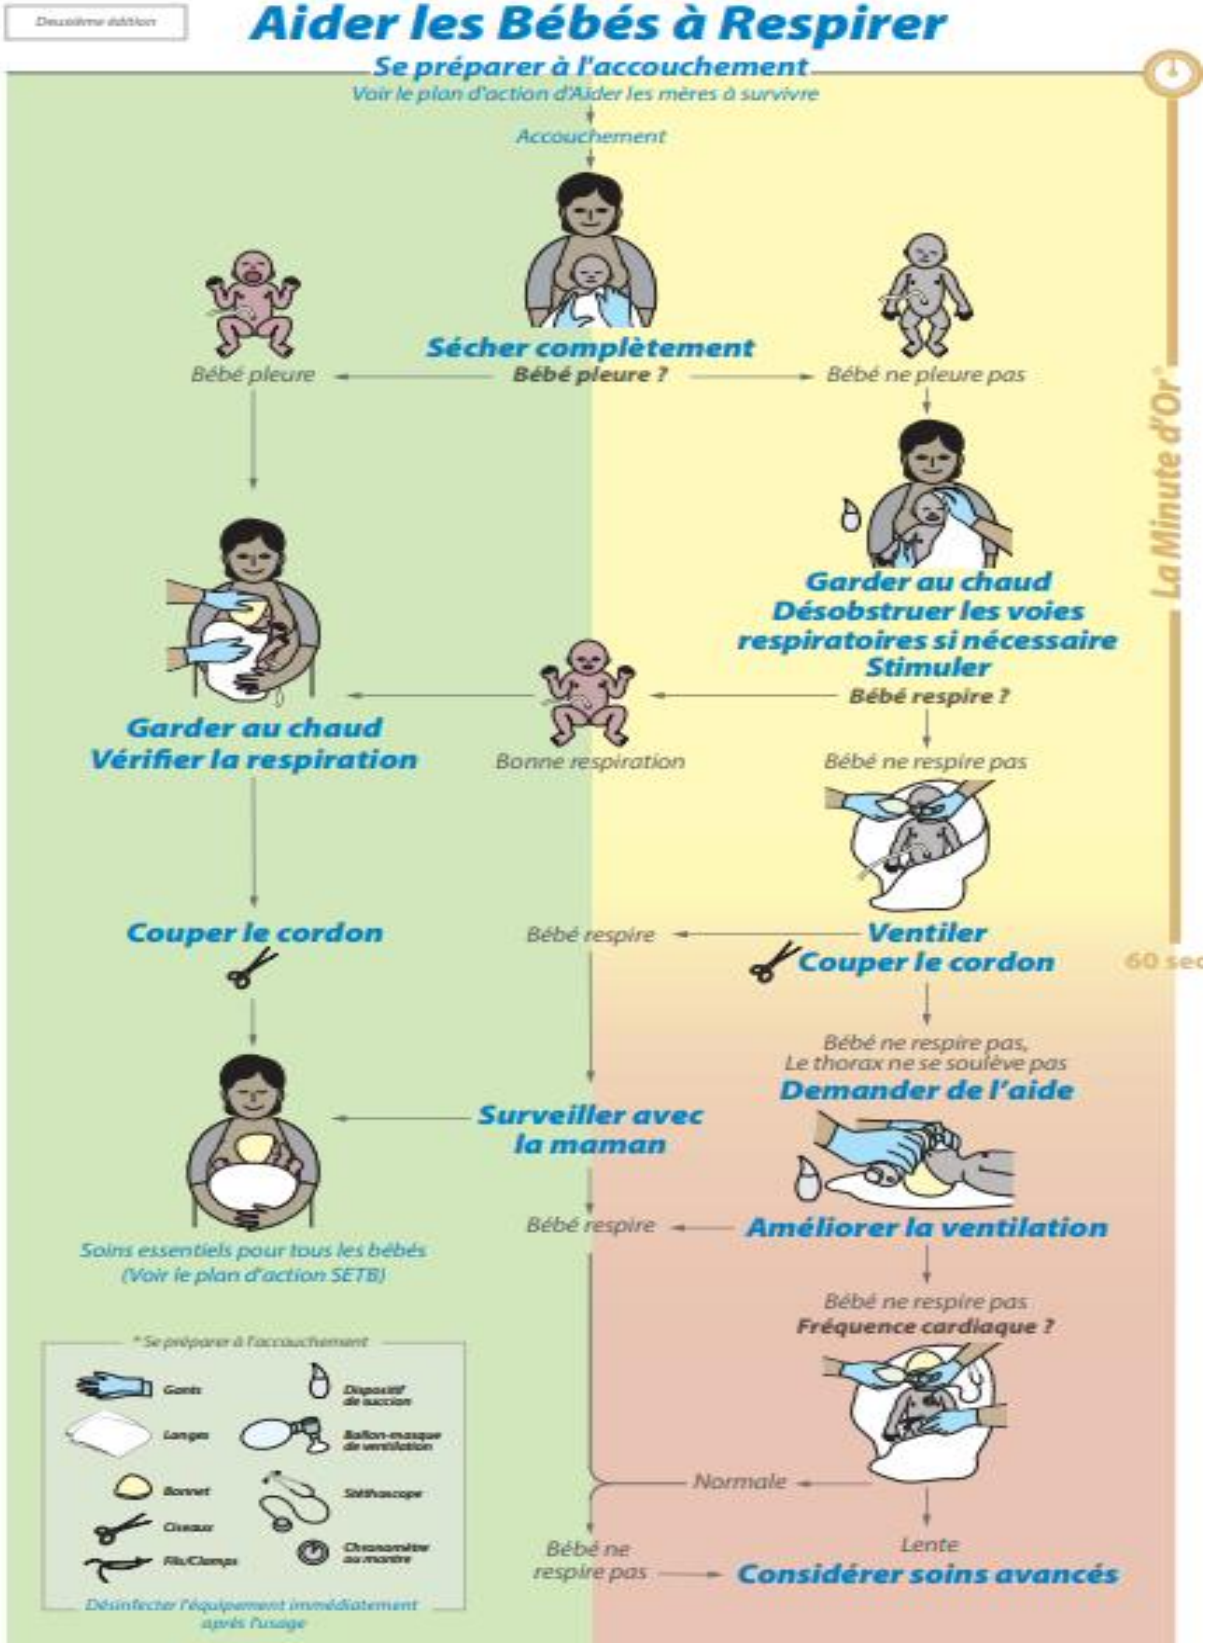 Deuxième édition
Aider les Bébés à Respirer
Se préparer à l'accouchement
Voir le plan d'action d'Aider les mères à survivre
Accouchement
Sécher complètement
Bébé pleure
Bébé pleure ?
Bébé ne pleure pas
La Minute d'Or®
Garder au chaud
Désobstruer les voies
respiratoires si nécessaire
Stimuler
Bébé respire ?
Garder au chaud
Vérifier la respiration
Bonne respiration
Bébé ne respire pas
Couper le cordon
Bébé respire
Ventiler
Couper le cordon
60 sec
Bébé ne respire pas,
Le thorax ne se soulève pas
Demander de l'aide
Surveiller avec
la maman
Bébé respire
Améliorer la ventilation
Soins essentiels pour tous les bébés
(Voir le plan d'action SETB)
Bébé ne respire pas
Fréquence cardiaque ?
* Se préparer à l'accouchement
Gants
Dispositif
de succion
Langes
Ballon-masque
de ventilation
Bonnet
Stéthoscope
Ciseaux
Fils/Clamps
Chronomètre
ou montre
Désinfecter l'équipement immédiatement
après l'usage
Normale
Lente
Bébé ne
respire pas
Considérer soins avancés